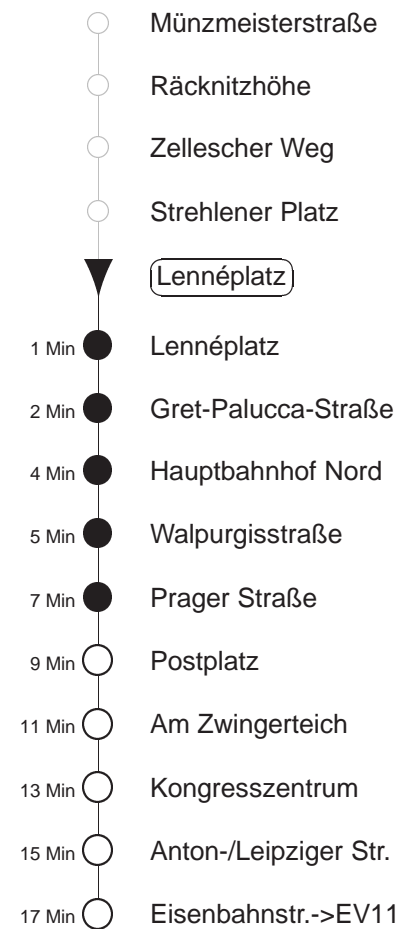 Münzmeisterstraße
Räcknitzhöhe
Zellescher Weg
Strehlener Platz
Lennéplatz
1 Min Lennéplatz
2 Min Gret-Palucca-Straße
4 Min Hauptbahnhof Nord
5 Min Walpurgisstraße
7 Min Prager Straße
9 Min Postplatz
11 Min Am Zwingerteich
13 Min Kongresszentrum
15 Min Anton-/Leipziger Str.
17 Min Eisenbahnstr.->EV11